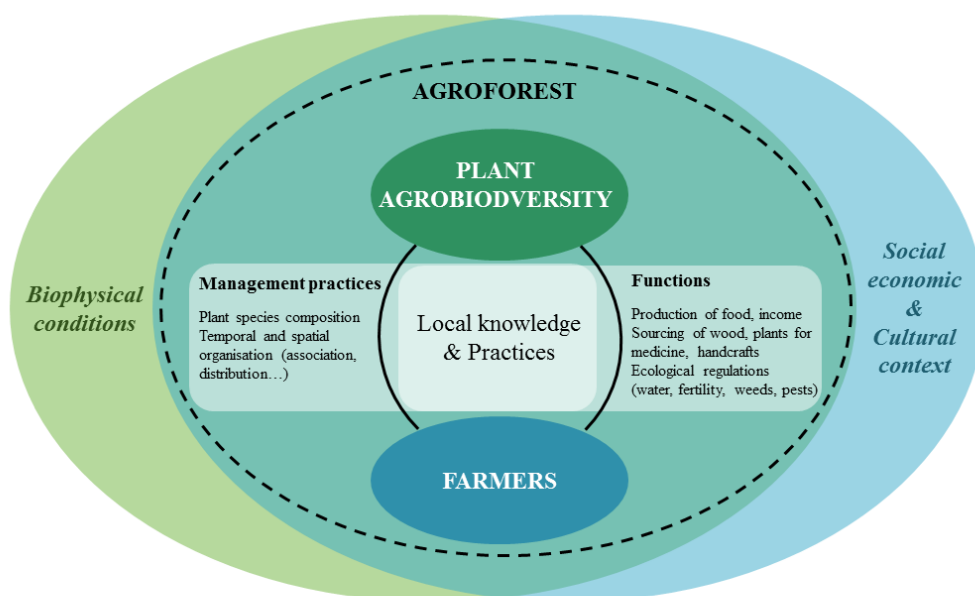 AGROFOREST
PLANT
AGROBIODVERSITY
Biophysical
conditions
Management practices
Plant species composition
Temporal and spatial
organisation (association,
distribution…)
Local knowledge
& Practices
Functions
Production of food, income
Sourcing of wood, plants for
medicine, handcrafts
Ecological regulations
(water, fertility, weeds, pests)
Social
economic
&
Cultural
context
FARMERS